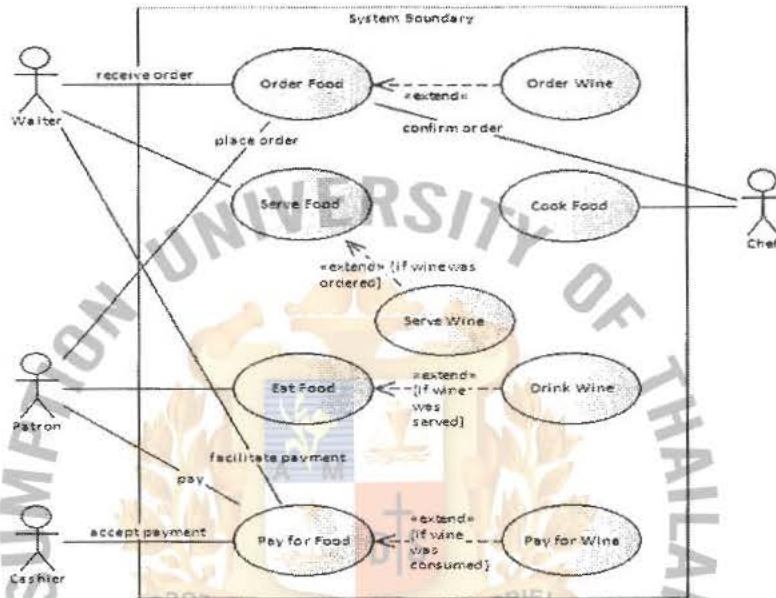 System Boundary
receive order
Order Food
Order Wine
«extend»
Waiter
confirm order
place order
Serve Food
Cook Food
Chef
«extend» {if wine was
ordered}
Serve Wine
Eat Food
«extend»
{if wine
was
served}
Drink Wine
Patron
facilitate payment
pay
accept payment
Pay for Food
«extend»
{if wine
was
consumed}
Pay for Wine
Cashier
SUMPTION UNIVERSITY OF THAILA